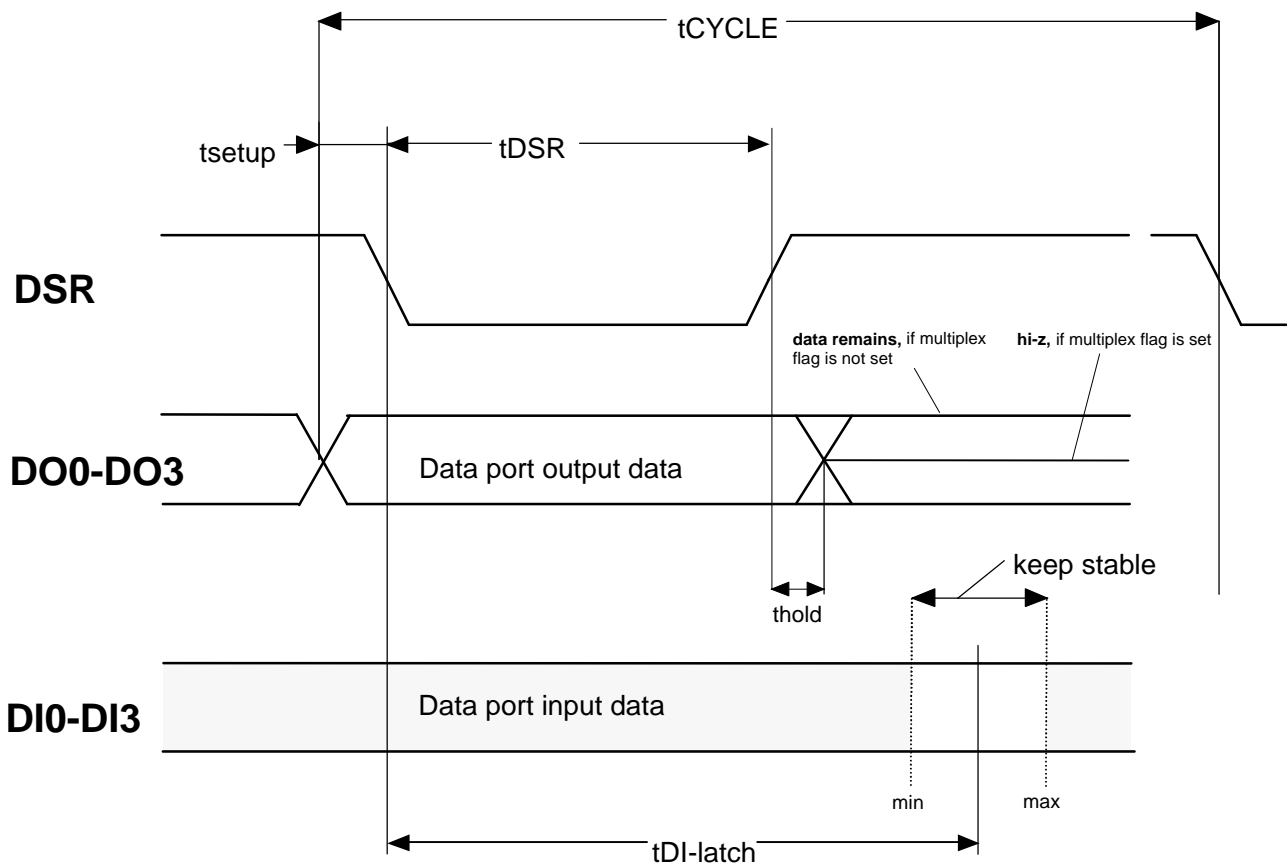 tCYCLE
tsetup
tDSR
DSR
data remains, if multiplex
flag is not set
hi-z, if multiplex flag is set
DO0-DO3
Data port output data
keep stable
thold
DI0-DI3
Data port input data
min
max
tDI-latch